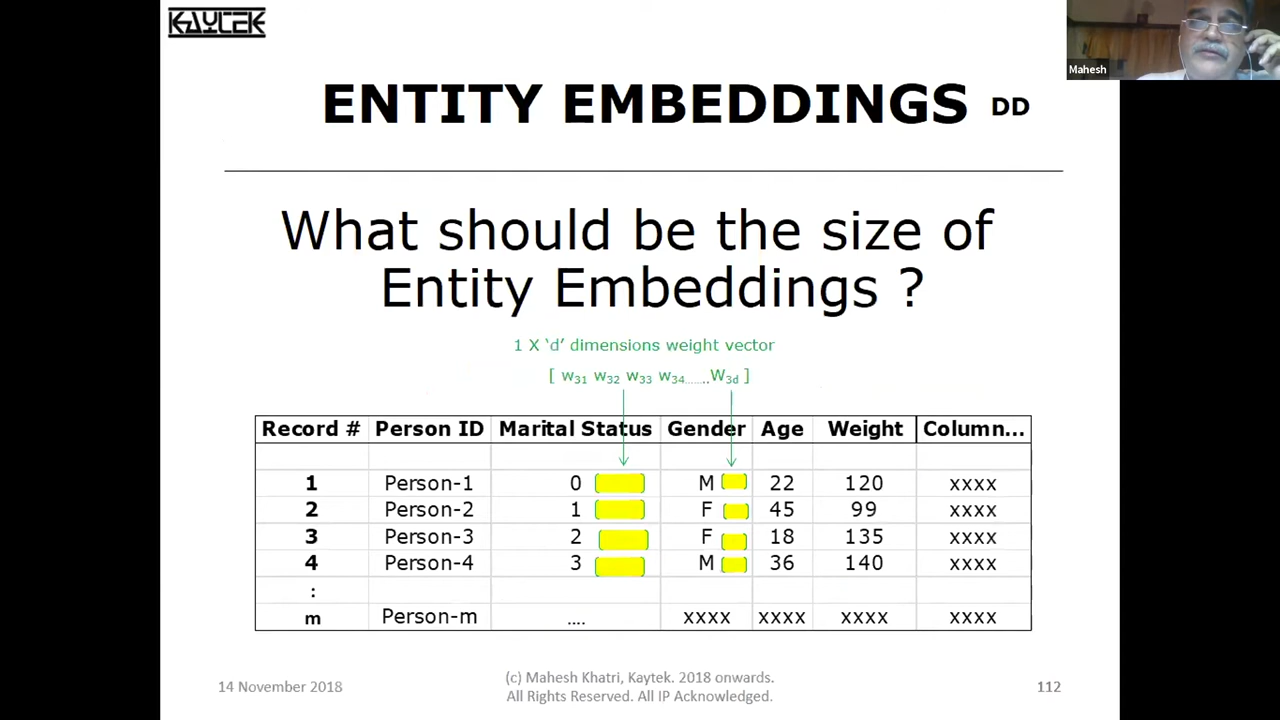 KAYTEK
Mahesh
ENTITY EMBEDDINGS DD
What should be the size of
Entity Embeddings ?
1 X ‘d’ dimensions weight vector
[ w31 w32 w33 w34……..W3d ]
Record # Person ID Marital Status Gender Age Weight Column...
1 Person-1 0 M 22 120 xxxx
2 Person-2 1 F 45 99 xxxx
3 Person-3 2 F 18 135 xxxx
4 Person-4 3 M 36 140 xxxx
:
m Person-m .... xxxx xxxx xxxx xxxx
14 November 2018
(c) Mahesh Khatri, Kaytek. 2018 onwards.
All Rights Reserved. All IP Acknowledged.
112